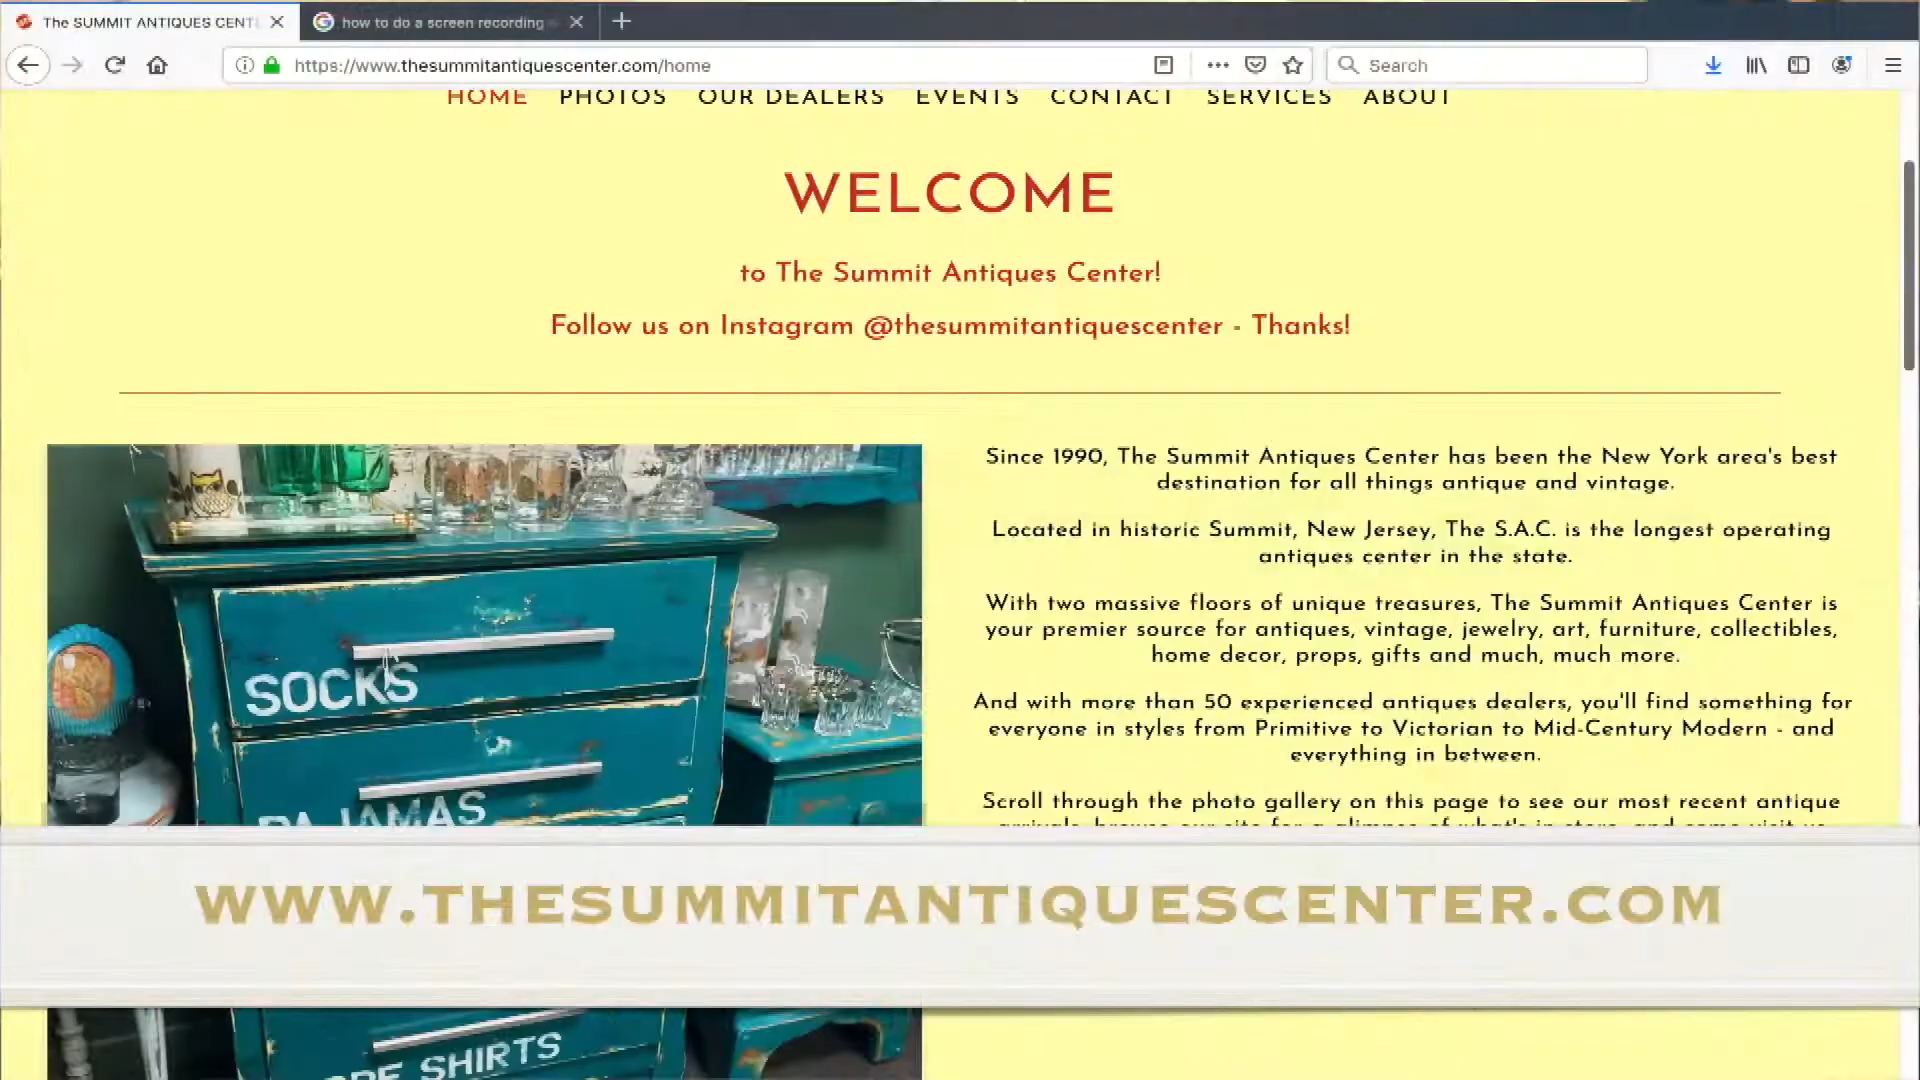 The SUMMIT ANTIQUES CENT
how to do a screen recording
https://www.thesummitantiquescenter.com/home
Search
HOME PHOTOS OUR DEALERS EVENTS CONTACT SERVICES ABOUT
WELCOME
to The Summit Antiques Center!
Follow us on Instagram @thesummitantiquescenter - Thanks!
Since 1990, The Summit Antiques Center has been the New York area's best
destination for all things antique and vintage.
Located in historic Summit, New Jersey, The S.A.C. is the longest operating
antiques center in the state.
With two massive floors of unique treasures, The Summit Antiques Center is
your premier source for antiques, vintage, jewelry, art, furniture, collectibles,
home decor, props, gifts and much, much more.
And with more than 50 experienced antiques dealers, you'll find something for
everyone in styles from Primitive to Victorian to Mid-Century Modern - and
everything in between.
Scroll through the photo gallery on this page to see our most recent antique
SOCKS
PAJAMAS
SHIRTS
WWW.THESUMMITANTIQUESCENTER.COM